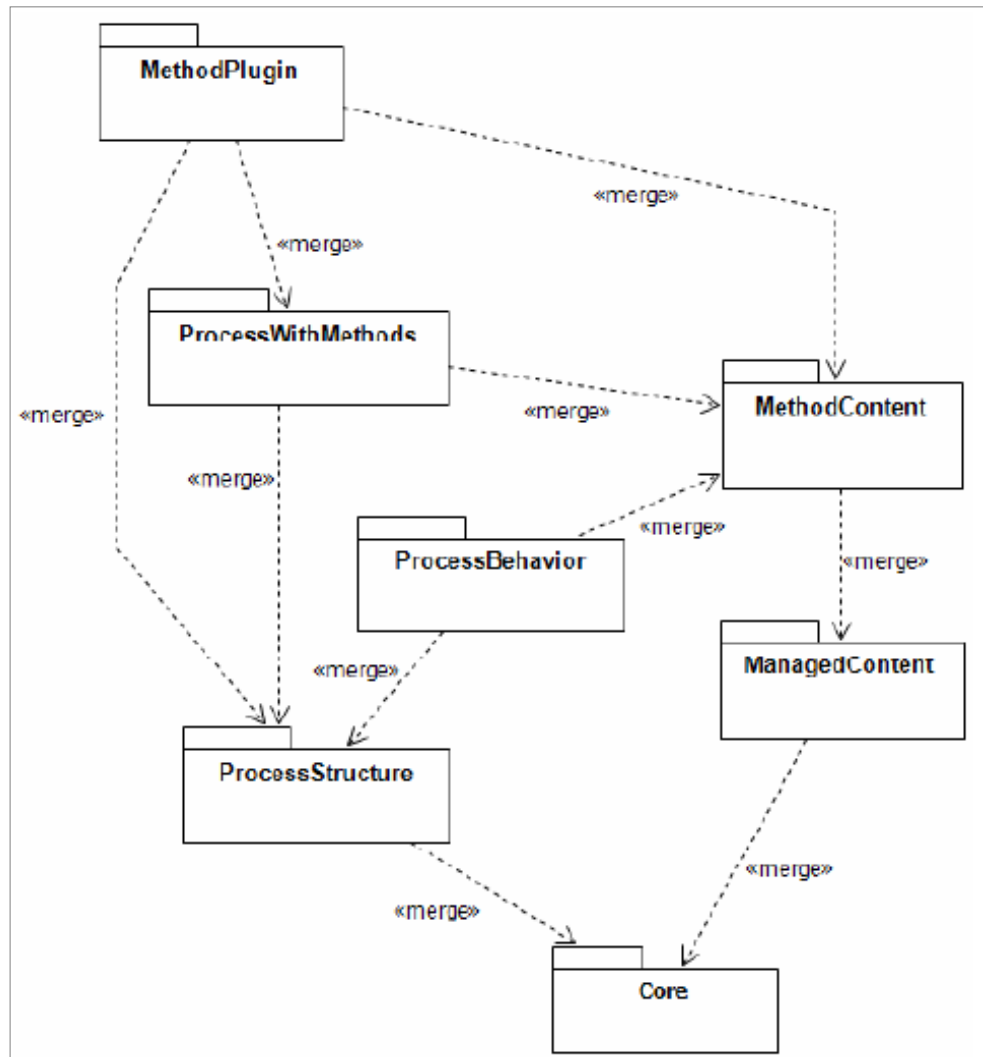 MethodPlugin
«merge»
«merge»
ProcessWithMethods
«merge»
«merge»
MethodContent
«merge»
«merge»
ProcessBehavior
«merge»
«merge»
ManagedContent
ProcessStructure
«merge»
«merge»
Core